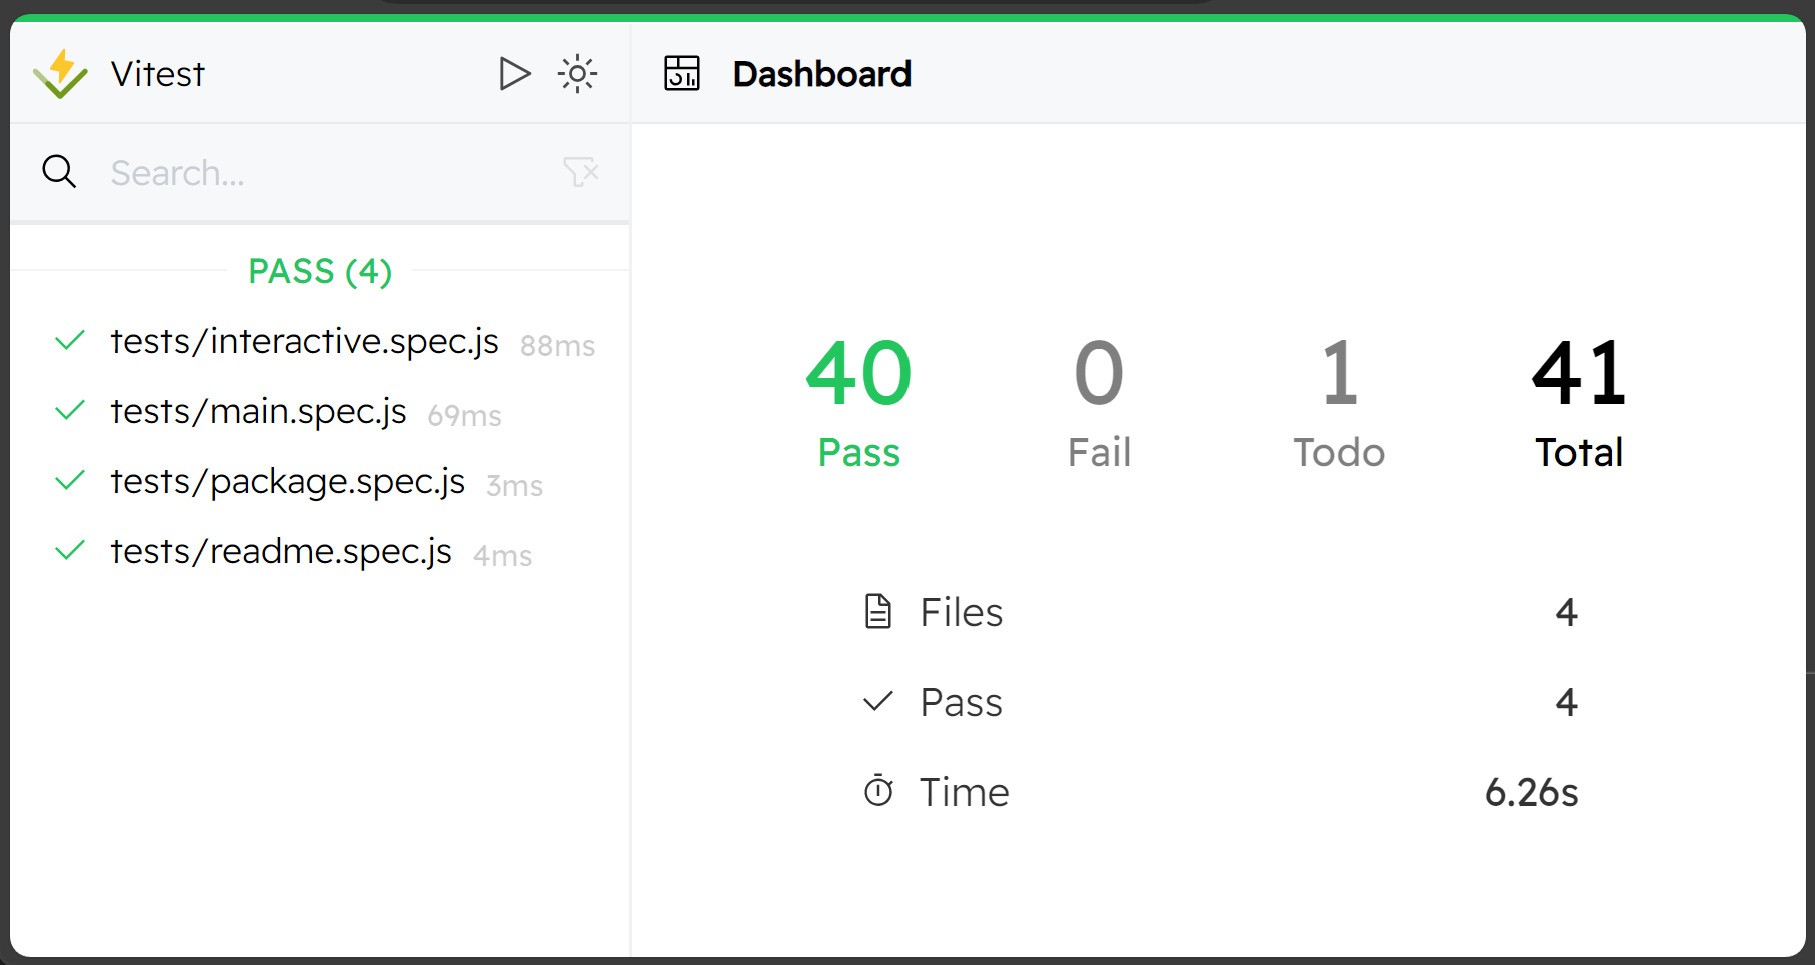 Vitest
Dashboard
Search...
PASS (4)
tests/interactive.spec.js 88ms
tests/main.spec.js 69ms
tests/package.spec.js 3ms
tests/readme.spec.js 4ms
40 0 1 41
Pass Fail Todo Total
Files 4
Pass 4
Time 6.26s